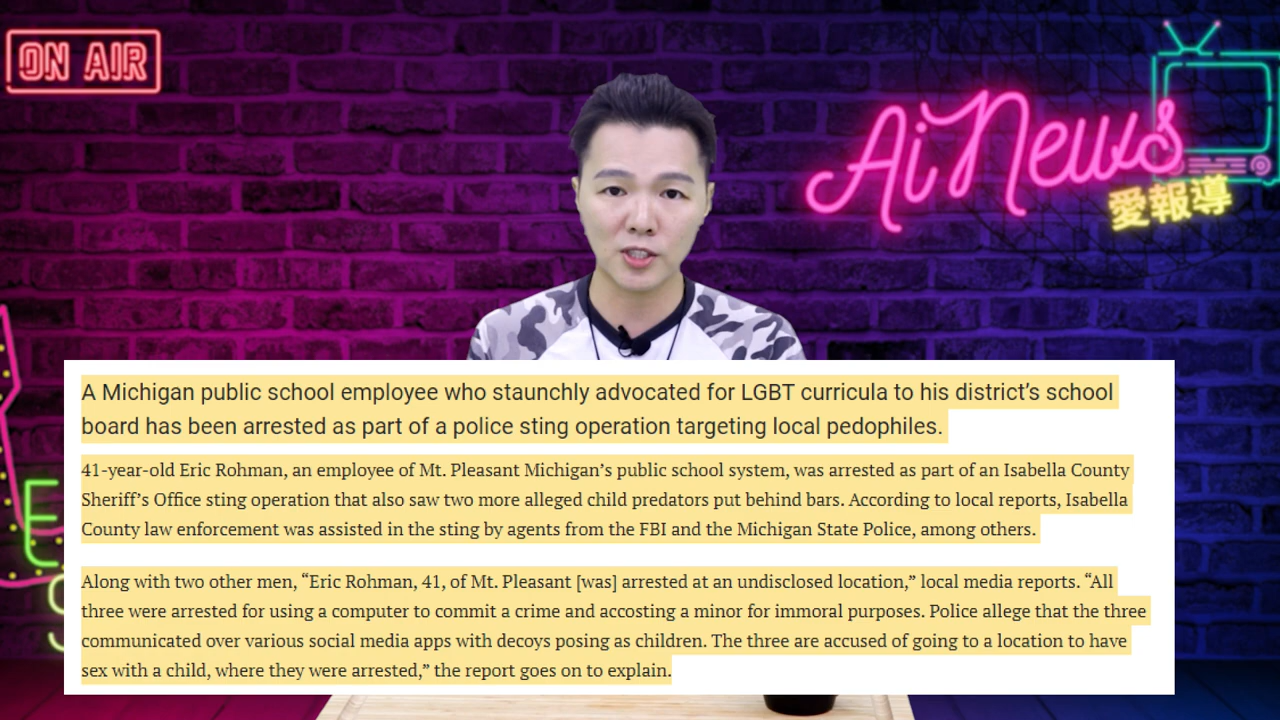 ON AIR
Ai News
愛報導
E
A Michigan public school employee who staunchly advocated for LGBT curricula to his district’s school
board has been arrested as part of a police sting operation targeting local pedophiles.
41-year-old Eric Rohman, an employee of Mt. Pleasant Michigan’s public school system, was arrested as part of an Isabella County
Sheriff’s Office sting operation that also saw two more alleged child predators put behind bars. According to local reports, Isabella
County law enforcement was assisted in the sting by agents from the FBI and the Michigan State Police, among others.
Along with two other men, “Eric Rohman, 41, of Mt. Pleasant [was] arrested at an undisclosed location,” local media reports. “All
three were arrested for using a computer to commit a crime and accosting a minor for immoral purposes. Police allege that the three
communicated over various social media apps with decoys posing as children. The three are accused of going to a location to have
sex with a child, where they were arrested,” the report goes on to explain.